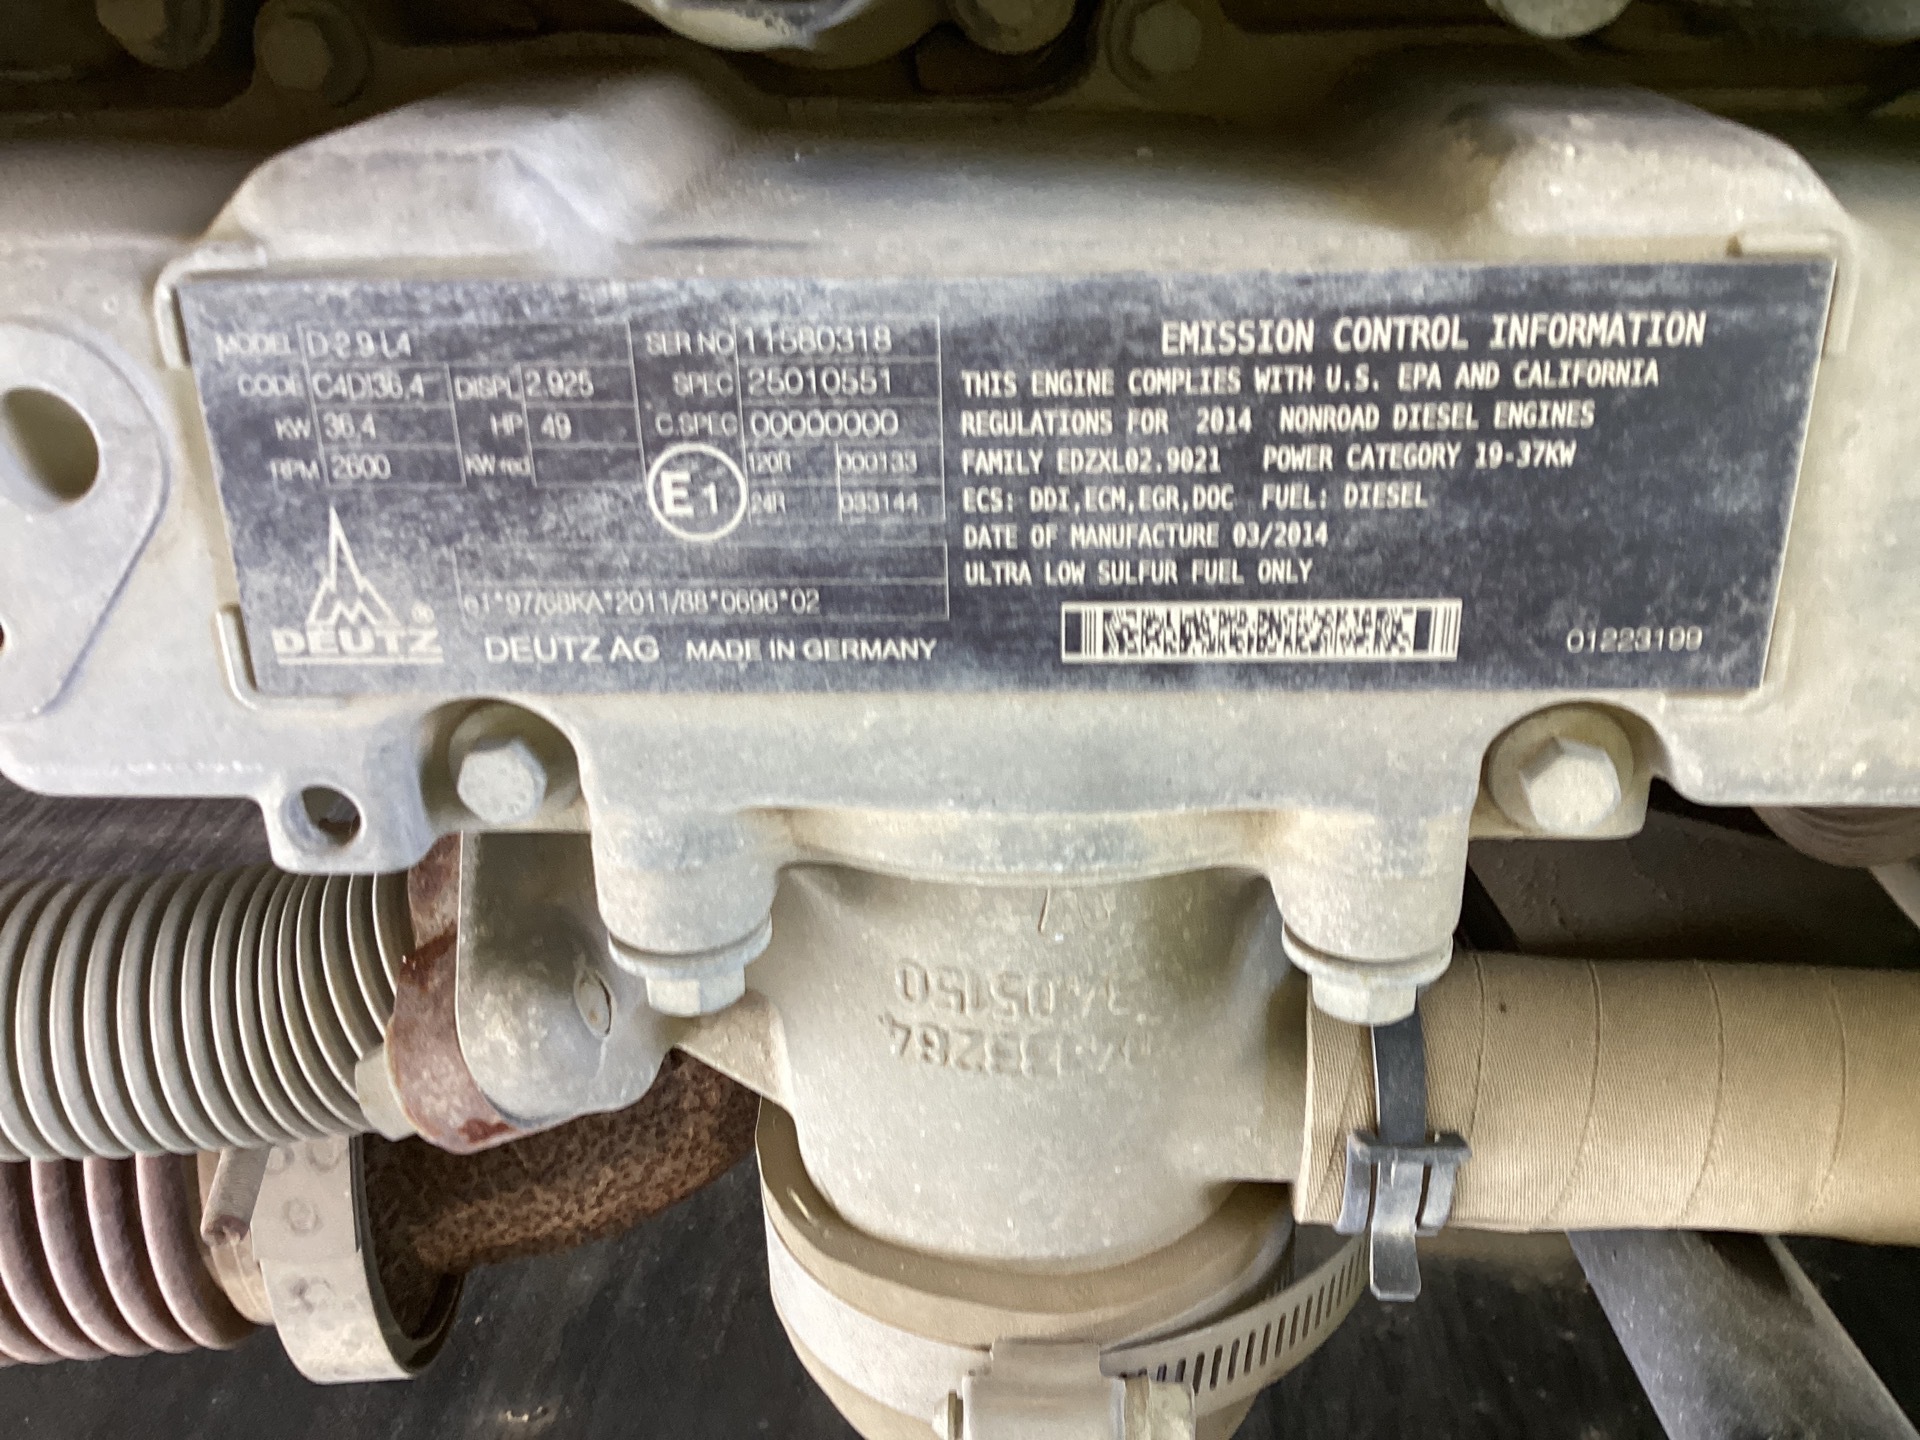 MODEL D 2.9 L4
CODE C4DI36,4 DISPL 2.925
KW 36,4 HP 49
RPM 2600 KW red
SER NO 11580318
SPEC 25010551
C.SPEC 00000000
E1 120R 000133
24R 033144
e1*97/68KA*2011/88*0696*02
DEUTZ®
DEUTZ AG MADE IN GERMANY
EMISSION CONTROL INFORMATION
THIS ENGINE COMPLIES WITH U.S. EPA AND CALIFORNIA
REGULATIONS FOR 2014 NONROAD DIESEL ENGINES
FAMILY EDZXL02.9021 POWER CATEGORY 19-37KW
ECS: DDI,ECM,EGR,DOC FUEL: DIESEL
DATE OF MANUFACTURE 03/2014
ULTRA LOW SULFUR FUEL ONLY
01223199